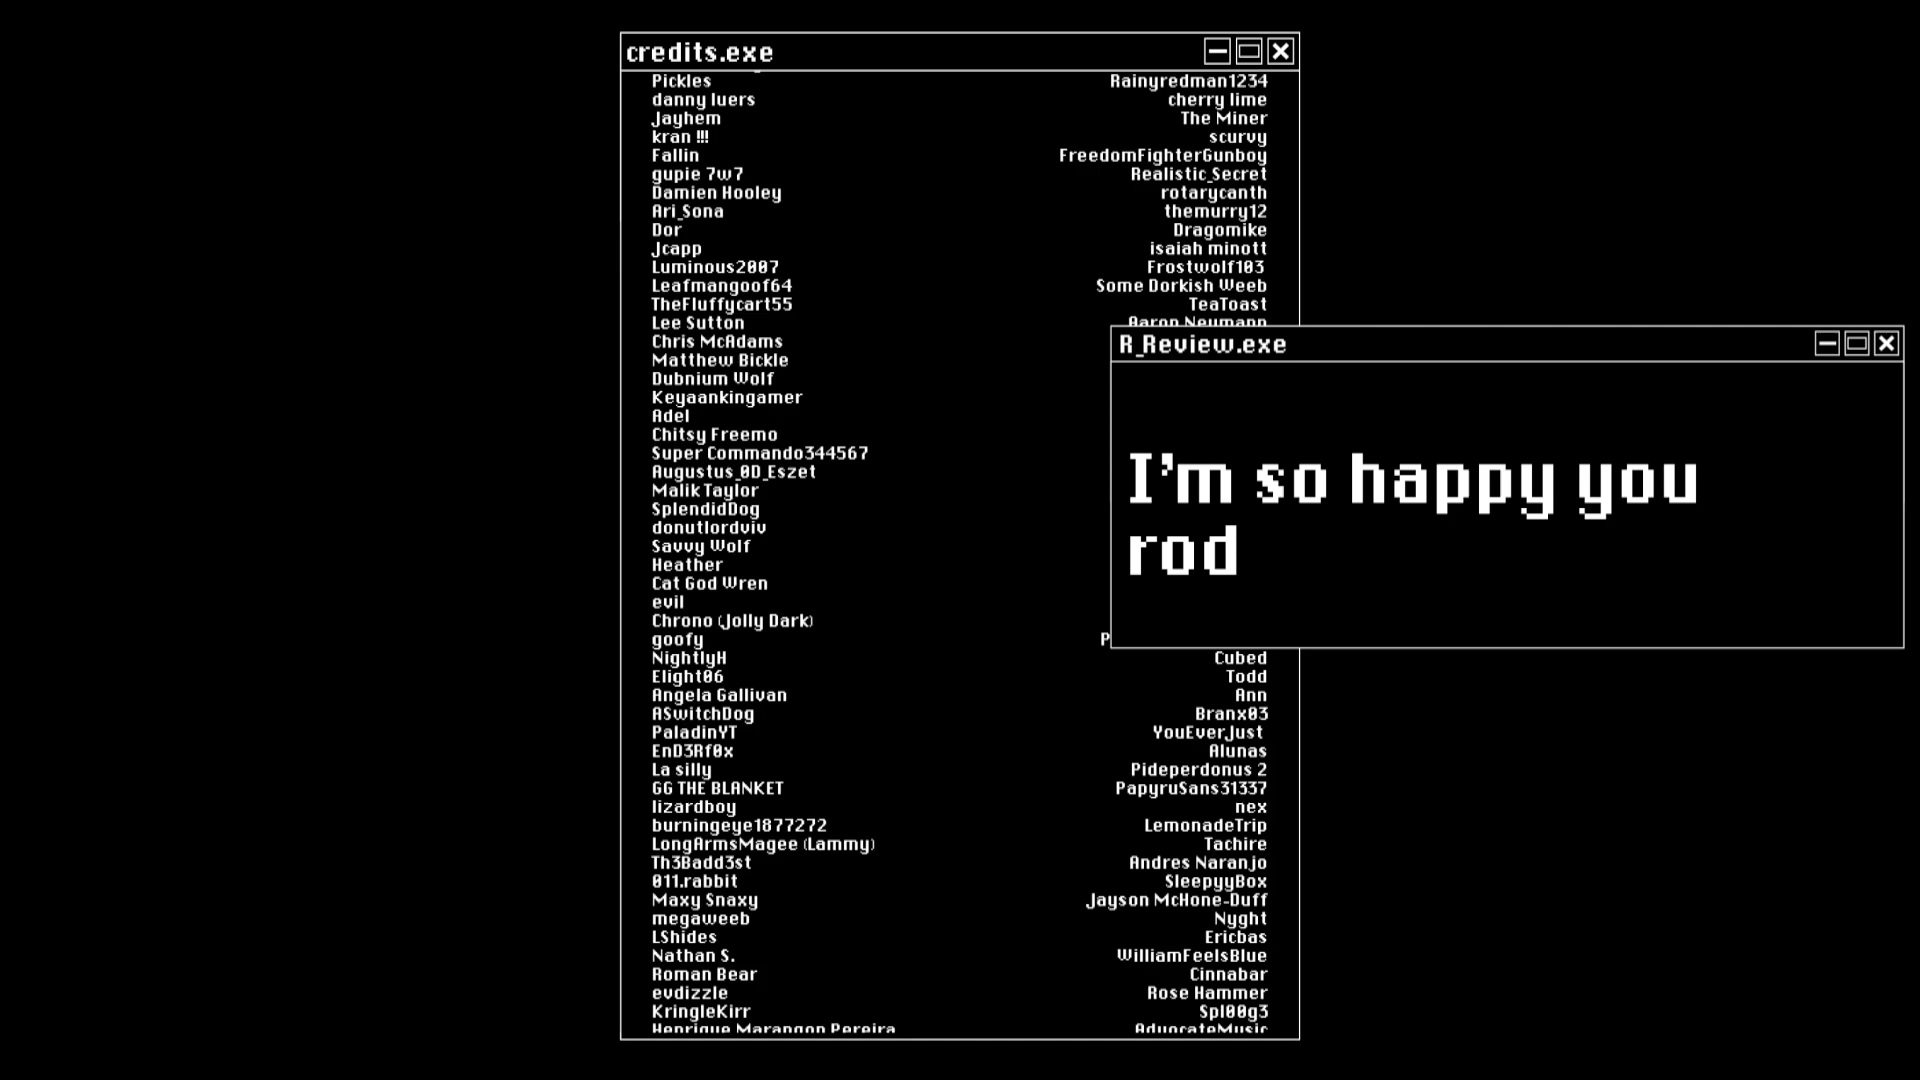 credits.exe
Pickles Rainyredman1234
danny luers cherry lime
Jayhem The Miner
kran !!! scurvy
Fallin FreedomFighterGunboy
gupie 7w7 Realistic_Secret
Damien Hooley rotarycanth
Ari_Sona themurry12
Dor Dragomike
Jcapp isaiah minott
Luminous2007 Frostwolf103
Leafmangoof64 Some Dorkish Weeb
TheFluffycart55 TeaToast
Lee Sutton Aaron Neumann
Chris McAdams
Matthew Bickle
Dubnium Wolf
Keyaankingamer
Adel
Chitsy Freemo
Super Commando344567
Augustus_0D_Eszet
Malik Taylor
SplendidDog
donutlordviv
Savvy Wolf
Heather
Cat God Wren
evil
Chrono (Jolly Dark)
goofy P
NightlyH Cubed
Elight06 Todd
Angela Gallivan Ann
ASwitchDog Branx03
PaladinYT YouEverJust
EnD3Rf0x Alunas
La silly Pideperdonus 2
GG THE BLANKET PapyruSans31337
lizardboy nex
burningeye1877272 LemonadeTrip
LongArmsMagee (Lammy) Tachire
Th3Badd3st Andres Naranjo
011.rabbit SleepyyBox
Maxy Snaxy Jayson McHone-Duff
megaweeb Nyght
LShides Ericbas
Nathan S. WilliamFeelsBlue
Roman Bear Cinnabar
evdizzle Rose Hammer
KringleKirr Spl00g3
Henrique Marangon Pereira AdvocateMusic
R_Review.exe
I'm so happy you
rod